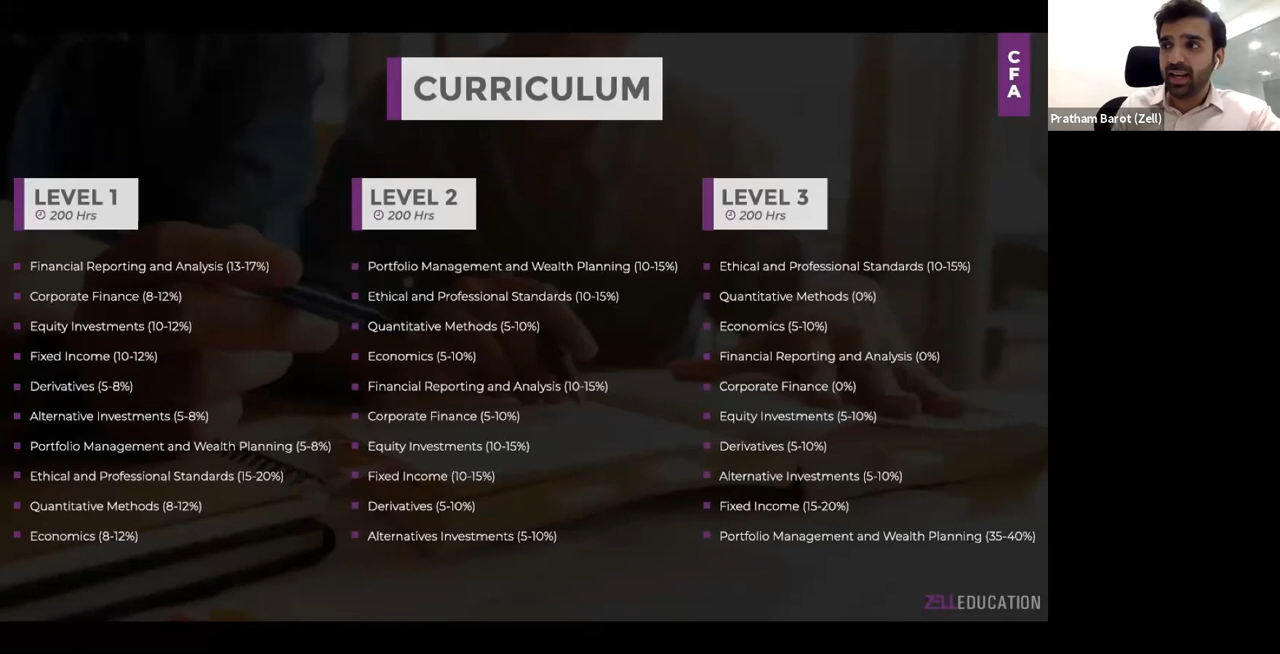 CURRICULUM
CFA
Pratham Barot (Zell)
LEVEL 1
200 Hrs
Financial Reporting and Analysis (13-17%)
Corporate Finance (8-12%)
Equity Investments (10-12%)
Fixed Income (10-12%)
Derivatives (5-8%)
Alternative Investments (5-8%)
Portfolio Management and Wealth Planning (5-8%)
Ethical and Professional Standards (15-20%)
Quantitative Methods (8-12%)
Economics (8-12%)
LEVEL 2
200 Hrs
Portfolio Management and Wealth Planning (10-15%)
Ethical and Professional Standards (10-15%)
Quantitative Methods (5-10%)
Economics (5-10%)
Financial Reporting and Analysis (10-15%)
Corporate Finance (5-10%)
Equity Investments (10-15%)
Fixed Income (10-15%)
Derivatives (5-10%)
Alternatives Investments (5-10%)
LEVEL 3
200 Hrs
Ethical and Professional Standards (10-15%)
Quantitative Methods (0%)
Economics (5-10%)
Financial Reporting and Analysis (0%)
Corporate Finance (0%)
Equity Investments (5-10%)
Derivatives (5-10%)
Alternative Investments (5-10%)
Fixed Income (15-20%)
Portfolio Management and Wealth Planning (35-40%)
ZELLEDUCATION